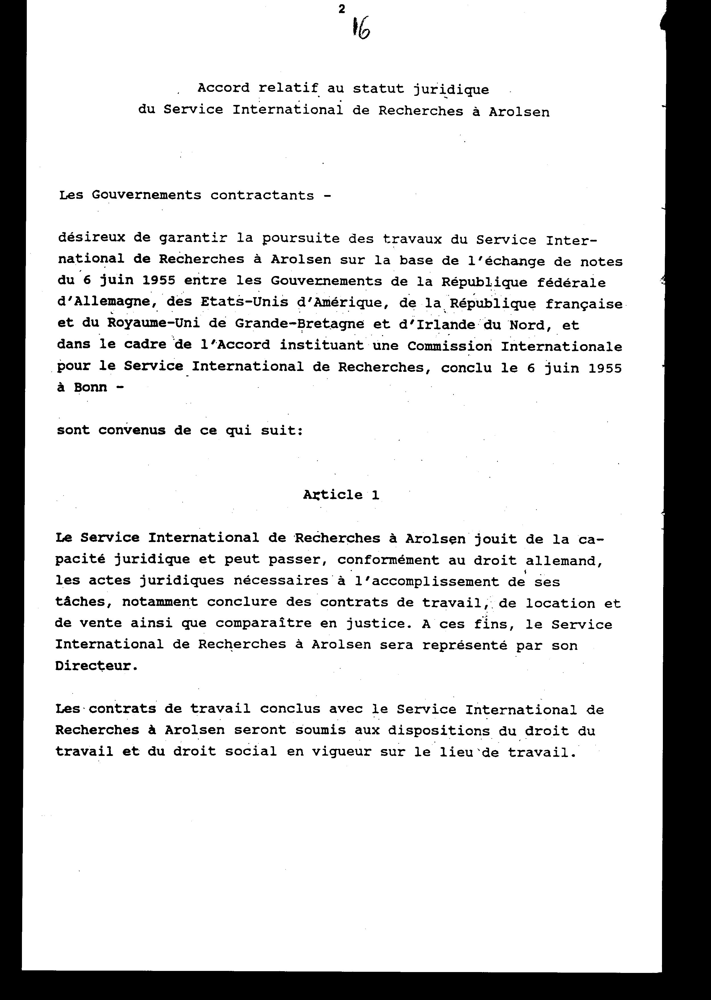 2
16
Accord relatif au statut juridique
du Service International de Recherches à Arolsen
Les Gouvernements contractants -
désireux de garantir la poursuite des travaux du Service Inter-
national de Recherches à Arolsen sur la base de l'échange de notes
du 6 juin 1955 entre les Gouvernements de la République fédérale
d'Allemagne, des Etats-Unis d'Amérique, de la République française
et du Royaume-Uni de Grande-Bretagne et d'Irlande du Nord, et
dans le cadre de l'Accord instituant une Commission Internationale
pour le Service International de Recherches, conclu le 6 juin 1955
à Bonn -
sont convenus de ce qui suit:
Article 1
Le Service International de Recherches à Arolsen jouit de la ca-
pacité juridique et peut passer, conformément au droit allemand,
les actes juridiques nécessaires à l'accomplissement de ses
tâches, notamment conclure des contrats de travail, de location et
de vente ainsi que comparaître en justice. A ces fins, le Service
International de Recherches à Arolsen sera représenté par son
Directeur.
Les contrats de travail conclus avec le Service International de
Recherches à Arolsen seront soumis aux dispositions du droit du
travail et du droit social en vigueur sur le lieu de travail.